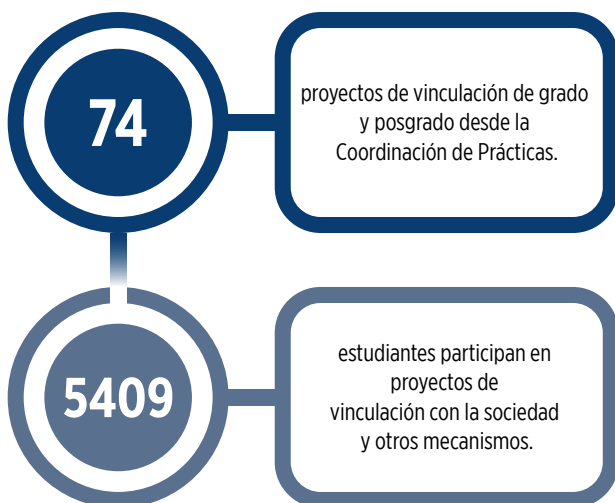 74
proyectos de vinculación de grado
y posgrado desde la
Coordinación de Prácticas.
5409
estudiantes participan en
proyectos de
vinculación con la sociedad
y otros mecanismos.